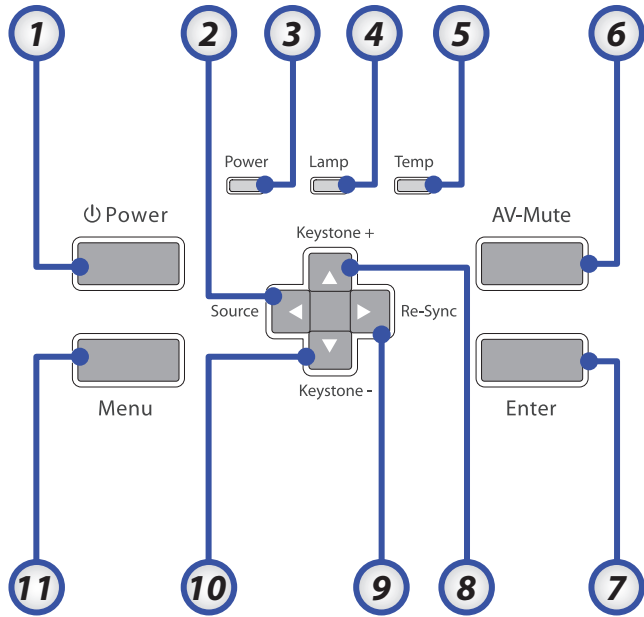 1 2 3 4 5 6
Power Lamp Temp
Power
AV-Mute
Keystone +
Source
Re-Sync
Keystone -
Menu
Enter
11 10 9 8 7